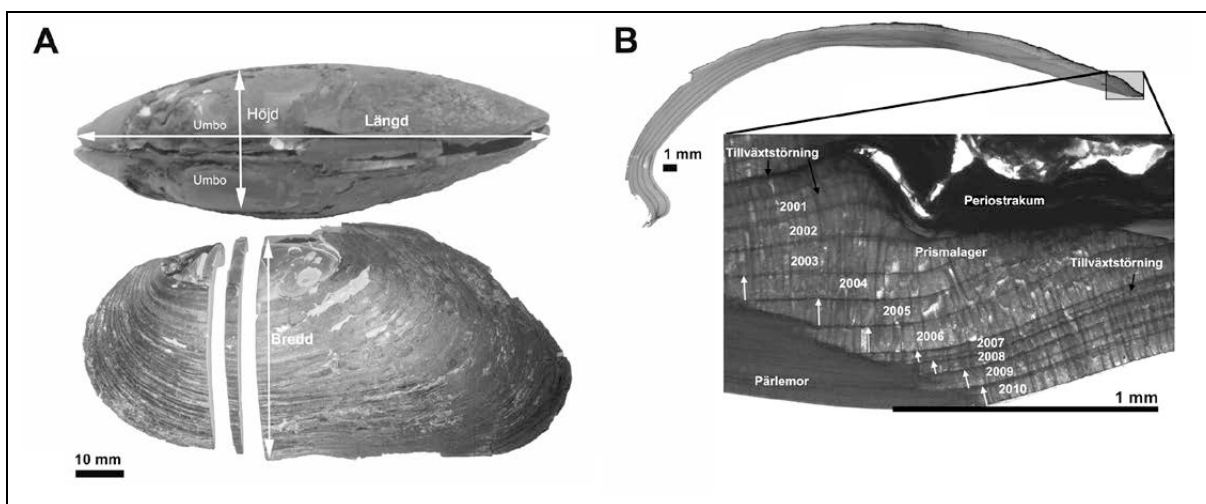 A
Höjd
Umbo
Längd
Umbo
Bredd
10 mm
B
1 mm
Tillväxtstörning
Periostrakum
2001
2002
Prismalager
2003
Tillväxtstörning
2004
2005
2006
2007
2008
2009
2010
Pärlemor
1 mm